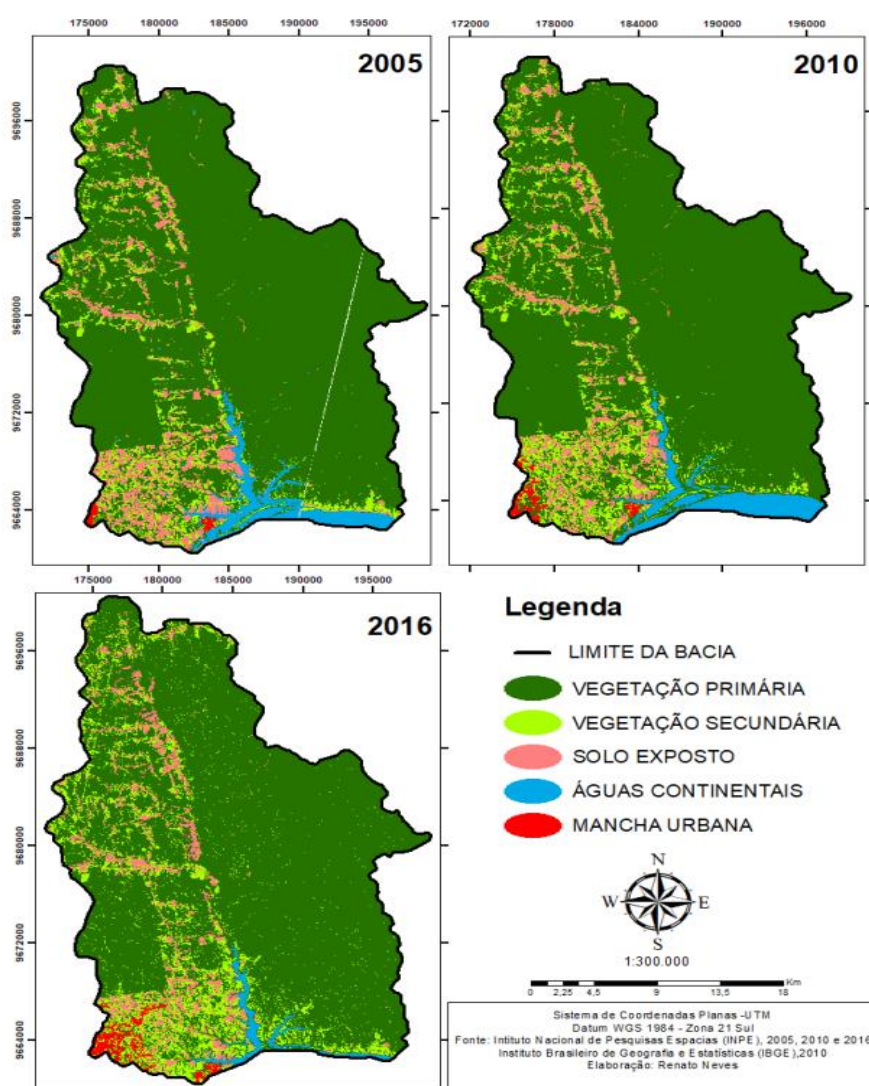 175000 180000 185000 190000 195000
172000 178000 184000 190000 196000
2005
2010
9696000
9688000
9680000
9672000
9664000
175000 180000 185000 190000 195000
2016
9696000
9688000
9680000
9672000
9664000
Legenda
LIMITE DA BACIA
VEGETAÇÃO PRIMÁRIA
VEGETAÇÃO SECUNDÁRIA
SOLO EXPOSTO
ÁGUAS CONTINENTAIS
MANCHA URBANA
N
W E
S
1:300.000
Km
0 2,25 4,5 9 13,5 18
Sistema de Coordenadas Planas -UTM
Datum WGS 1984 - Zona 21 Sul
Fonte: Intituto Nacional de Pesquisas Espacias (INPE), 2005, 2010 e 2016
Instituto Brasileiro de Geografia e Estatísticas (IBGE),2010
Elaboração: Renato Neves